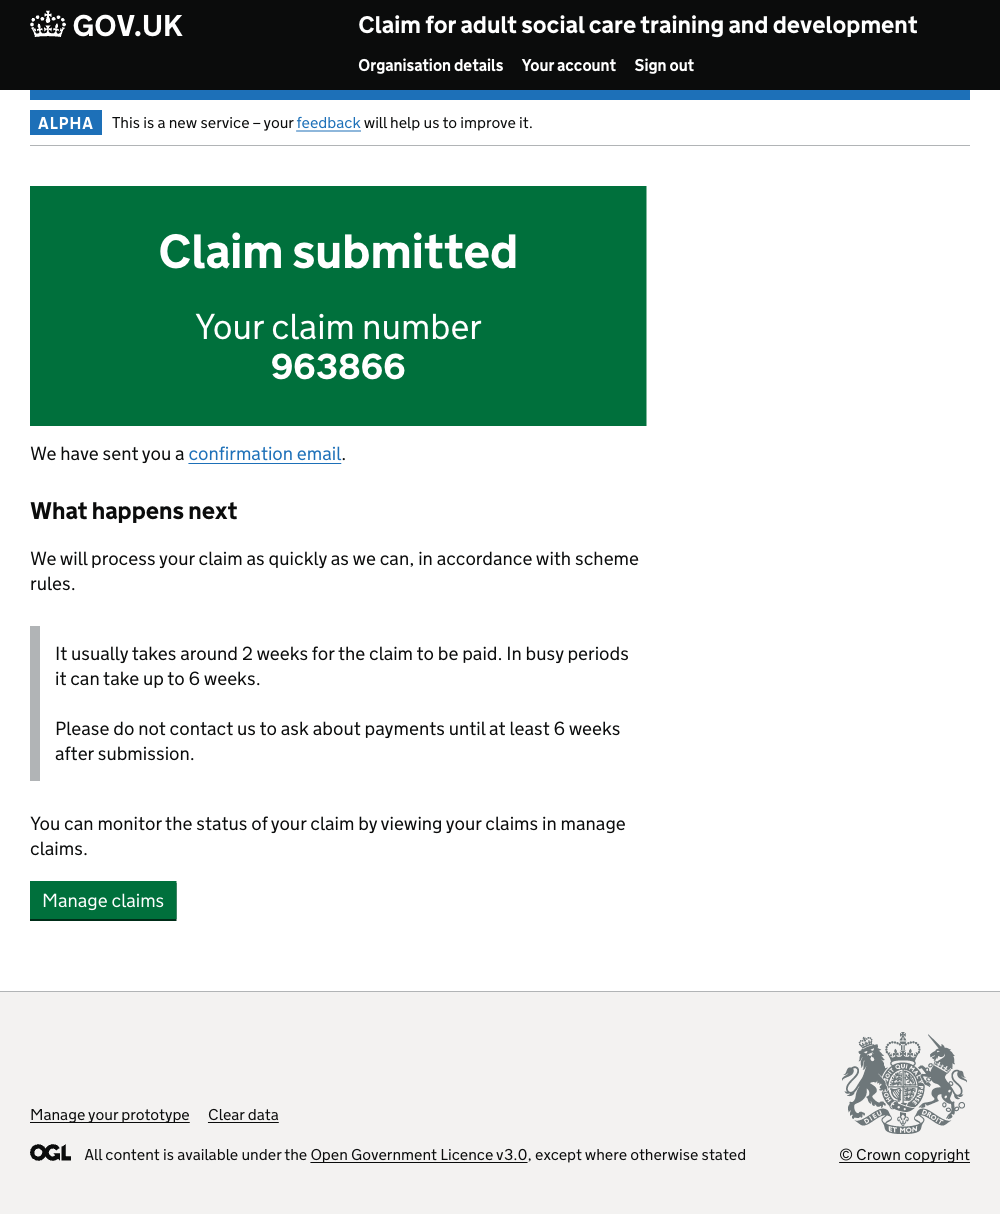 GOV.UK
Claim for adult social care training and development
Organisation details Your account Sign out
ALPHA This is a new service – your feedback will help us to improve it.
Claim submitted
Your claim number
963866
We have sent you a confirmation email.
What happens next
We will process your claim as quickly as we can, in accordance with scheme
rules.
It usually takes around 2 weeks for the claim to be paid. In busy periods
it can take up to 6 weeks.
Please do not contact us to ask about payments until at least 6 weeks
after submission.
You can monitor the status of your claim by viewing your claims in manage
claims.
Manage claims
Manage your prototype Clear data
OGL All content is available under the Open Government Licence v3.0, except where otherwise stated
DIEU ET MON DROIT
© Crown copyright